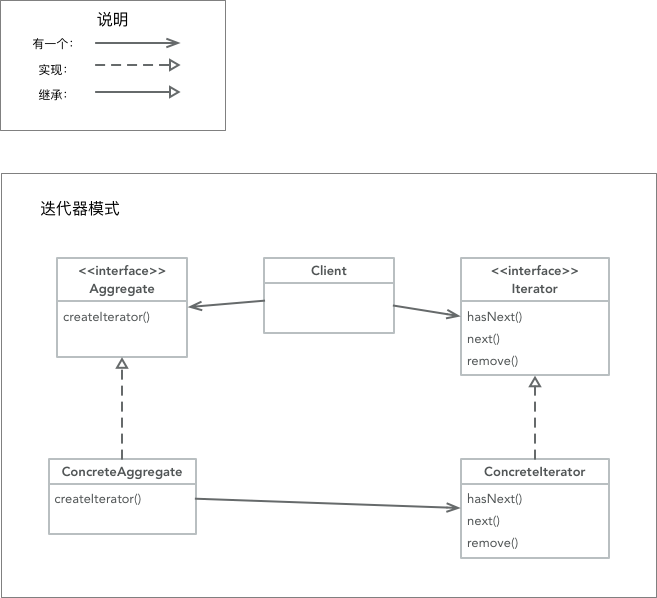 说明
有一个：
实现：
继承：
迭代器模式
<<interface>>
Aggregate
createIterator()
Client
<<interface>>
Iterator
hasNext()
next()
remove()
ConcreteAggregate
createIterator()
ConcreteIterator
hasNext()
next()
remove()